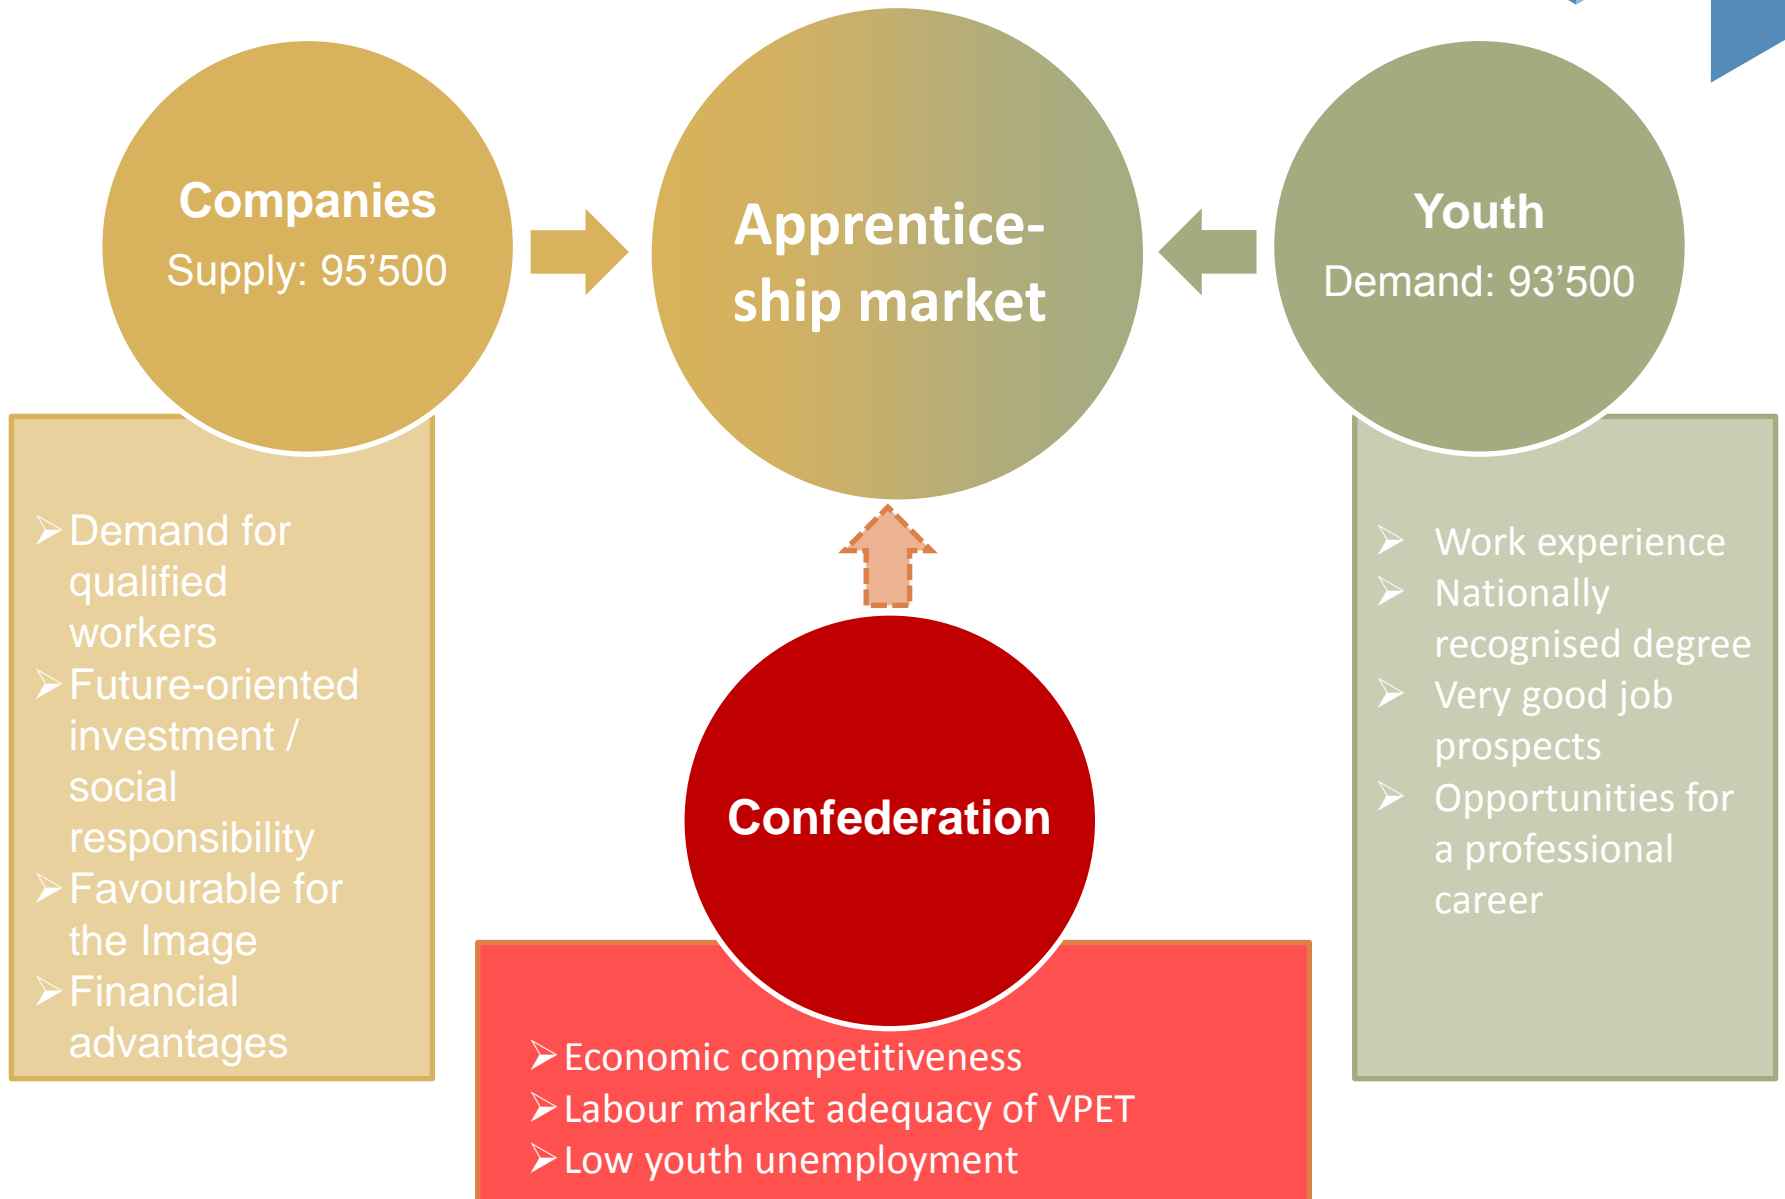 Companies
Supply: 95’500
Apprentice-
ship market
Youth
Demand: 93’500
➢Demand for
qualified
workers
➢Future-oriented
investment /
social
responsibility
➢Favourable for
the Image
➢Financial
advantages
Confederation
➢Economic competitiveness
➢Labour market adequacy of VPET
➢Low youth unemployment
➢ Work experience
➢ Nationally
recognised degree
➢ Very good job
prospects
➢ Opportunities for
a professional
career